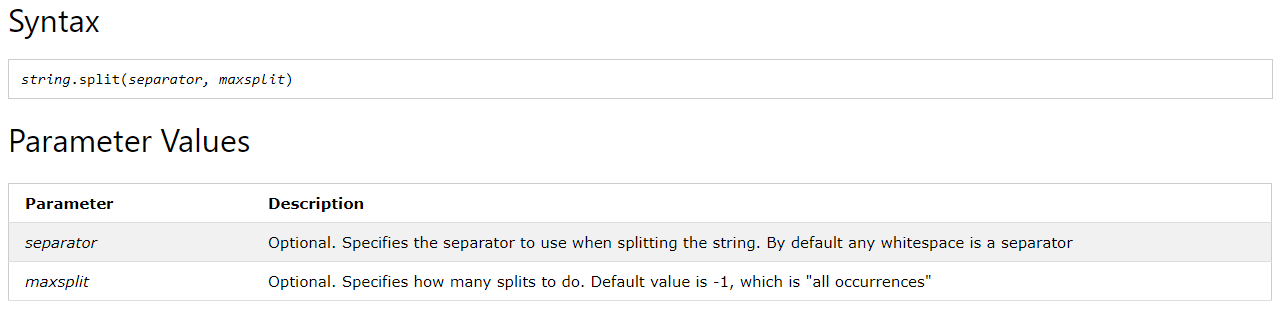 Syntax
string.split(separator, maxsplit)
Parameter Values
Parameter Description
separator Optional. Specifies the separator to use when splitting the string. By default any whitespace is a separator
maxsplit Optional. Specifies how many splits to do. Default value is -1, which is "all occurrences"